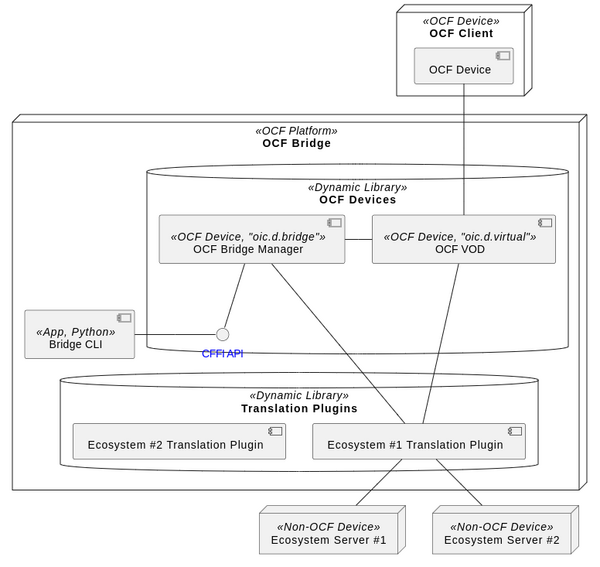 «OCF Device»
OCF Client
OCF Device
«OCF Platform»
OCF Bridge
«Dynamic Library»
OCF Devices
«OCF Device, "oic.d.bridge"»
OCF Bridge Manager
«OCF Device, "oic.d.virtual"»
OCF VOD
«App, Python»
Bridge CLI
CFFI API
«Dynamic Library»
Translation Plugins
Ecosystem #2 Translation Plugin
Ecosystem #1 Translation Plugin
«Non-OCF Device»
Ecosystem Server #1
«Non-OCF Device»
Ecosystem Server #2